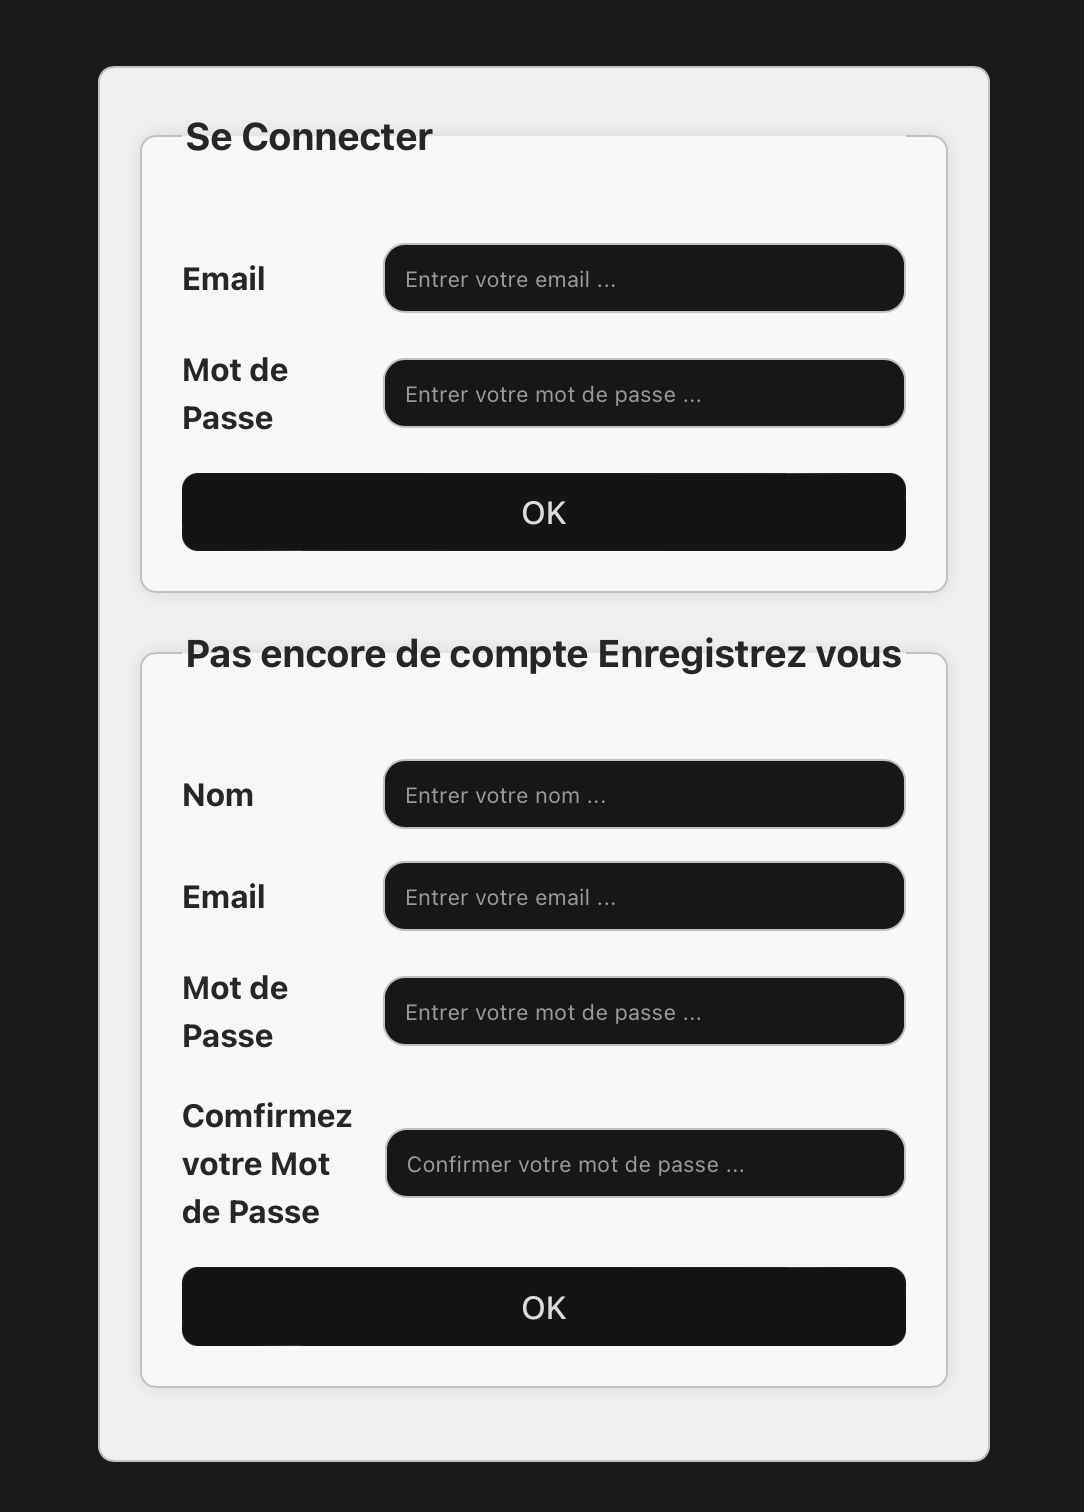 Se Connecter
Email
Entrer votre email ...
Mot de
Passe
Entrer votre mot de passe ...
OK
Pas encore de compte Enregistrez vous
Nom
Entrer votre nom ...
Email
Entrer votre email ...
Mot de
Passe
Entrer votre mot de passe ...
Comfirmez
votre Mot
de Passe
Confirmer votre mot de passe ...
OK